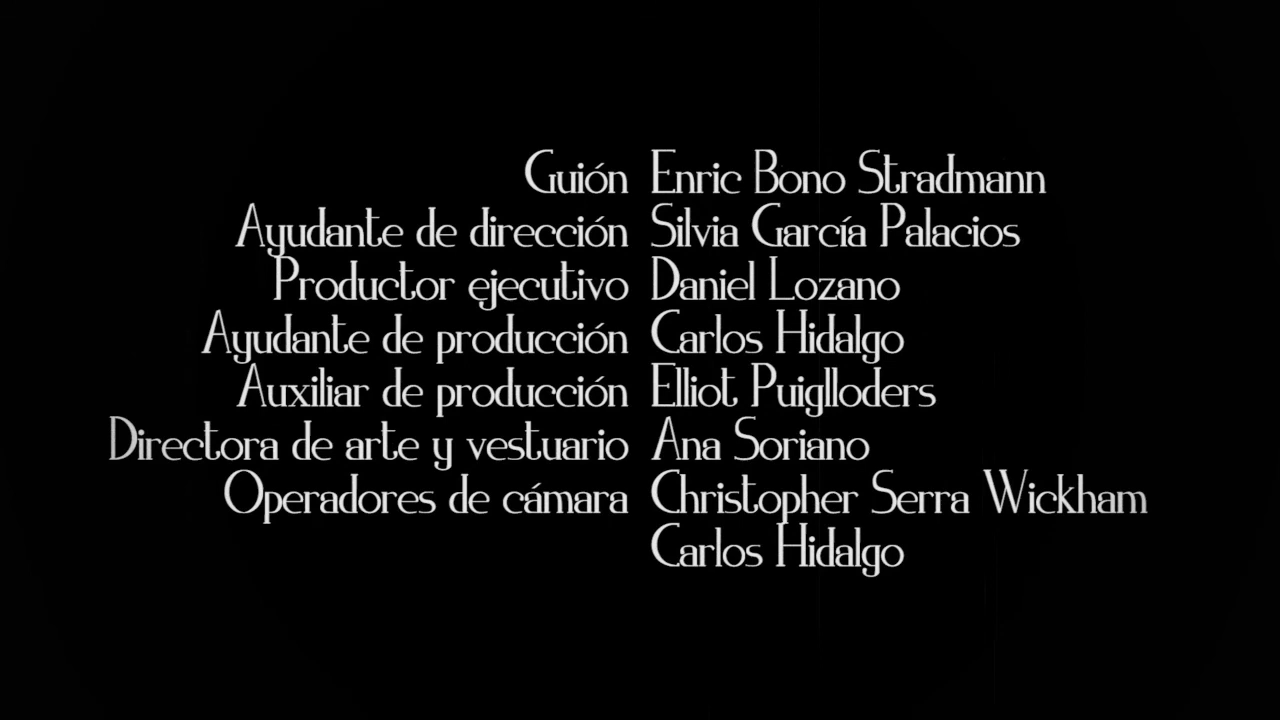 Guión Enric Bono Stradmann
Ayudante de dirección Silvia García Palacios
Productor ejecutivo Daniel Lozano
Ayudante de producción Carlos Hidalgo
Auxiliar de producción Elliot Puiglloders
Directora de arte y vestuario Ana Soriano
Operadores de cámara Christopher Serra Wickham
Carlos Hidalgo